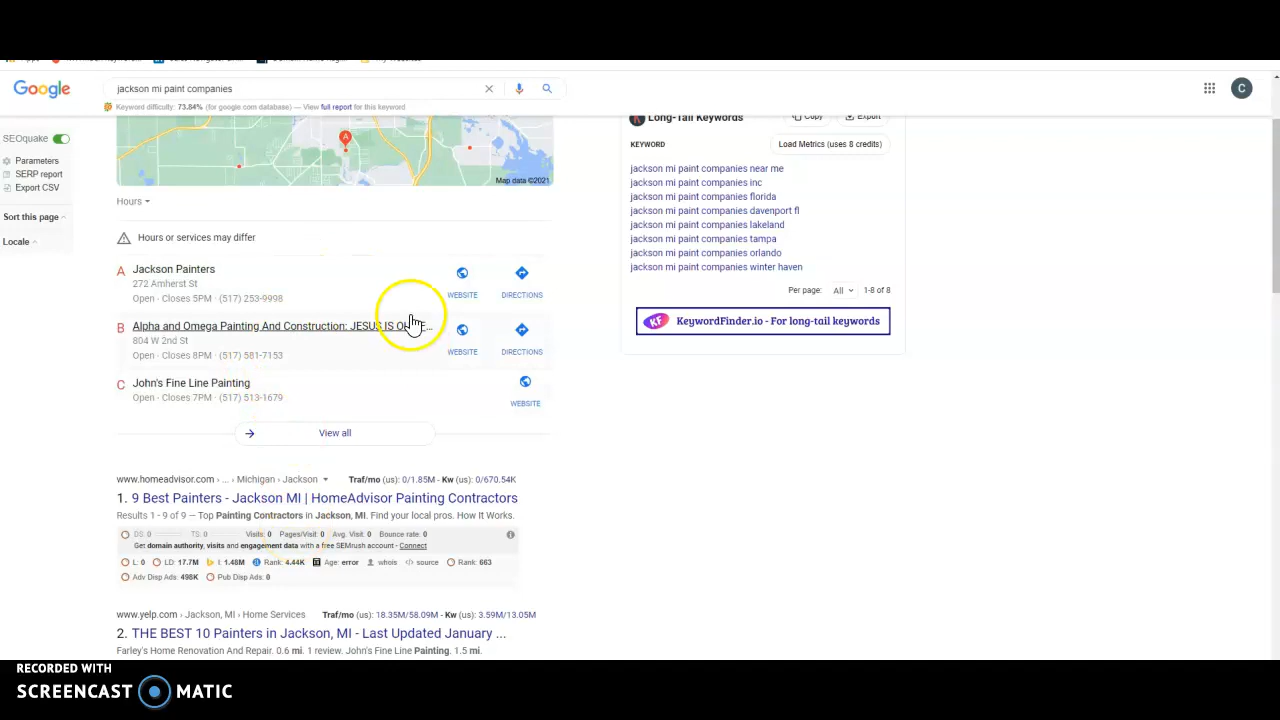 Google
jackson mi paint companies
Keyword difficulty: 73.84% (for google com database) — View full report for this keyword
C
SEOquake
Parameters
SERP report
Export CSV
Sort this page
Locale
A
Map data ©2021
Hours
Hours or services may differ
A Jackson Painters
272 Amherst St
Open · Closes 5PM · (517) 253-9998
WEBSITE DIRECTIONS
B Alpha and Omega Painting And Construction: JESUS IS
804 W 2nd St
Open · Closes 8PM · (517) 581-7153
WEBSITE DIRECTIONS
C John's Fine Line Painting
Open · Closes 7PM · (517) 513-1679
WEBSITE
View all
www.homeadvisor.com › ... › Michigan › Jackson Traf/mo (us): 0/1.85M - Kw (us): 0/670.54K
1. 9 Best Painters - Jackson MI | HomeAdvisor Painting Contractors
Results 1 - 9 of 9 — Top Painting Contractors in Jackson, MI. Find your local pros. How It Works.
DS: 0 TS: 0 Visits: 0 Pages/Visit: 0 Avg. Visit: 0 Bounce rate: 0
Get domain authority, visits and engagement data with a free SEMrush account - Connect
L: 0 LD: 17.7M I: 1.48M Rank: 4.44K Age: error whois source Rank: 663
Adv Disp Ads: 498K Pub Disp Ads: 0
www.yelp.com › Jackson, MI › Home Services Traf/mo (us): 18.35M/58.09M - Kw (us): 3.59M/13.05M
2. THE BEST 10 Painters in Jackson, MI - Last Updated January ...
Farley's Home Renovation And Repair. 0.6 mi. 1 review. John's Fine Line Painting. 1.5 mi.
Long-Tail Keywords Copy Export
KEYWORD Load Metrics (uses 8 credits)
jackson mi paint companies near me
jackson mi paint companies inc
jackson mi paint companies florida
jackson mi paint companies davenport fl
jackson mi paint companies lakeland
jackson mi paint companies tampa
jackson mi paint companies orlando
jackson mi paint companies winter haven
Per page: All 1-8 of 8
KF KeywordFinder.io - For long-tail keywords
RECORDED WITH
SCREENCAST MATIC